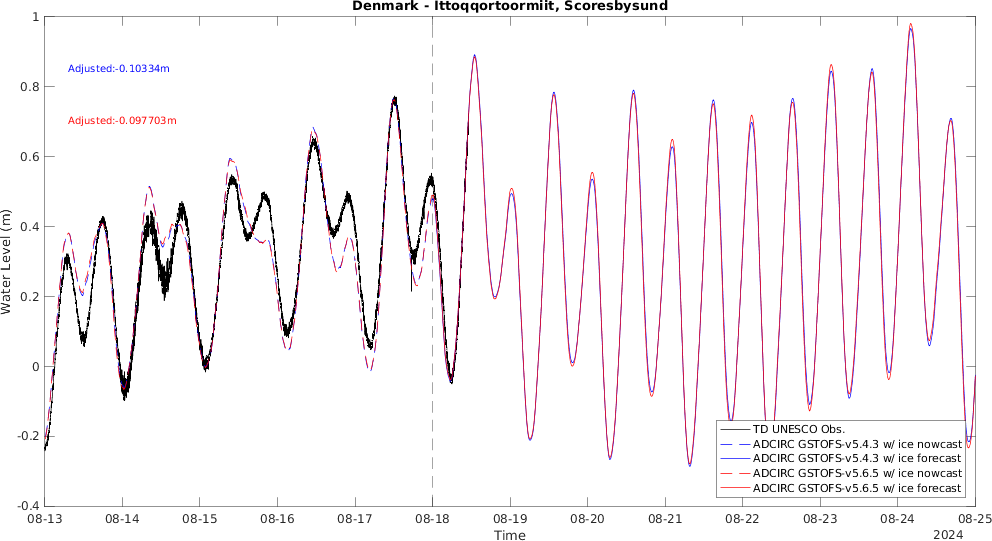 Denmark - Ittoqqortoormiit, Scoresbysund
Adjusted:-0.10334m
Adjusted:-0.097703m
Water Level (m)
1
0.8
0.6
0.4
0.2
0
-0.2
-0.4
TD UNESCO Obs.
ADCIRC GSTOFS-v5.4.3 w/ ice nowcast
ADCIRC GSTOFS-v5.4.3 w/ ice forecast
ADCIRC GSTOFS-v5.6.5 w/ ice nowcast
ADCIRC GSTOFS-v5.6.5 w/ ice forecast
08-13 08-14 08-15 08-16 08-17 08-18 08-19 08-20 08-21 08-22 08-23 08-24 08-25
Time
2024